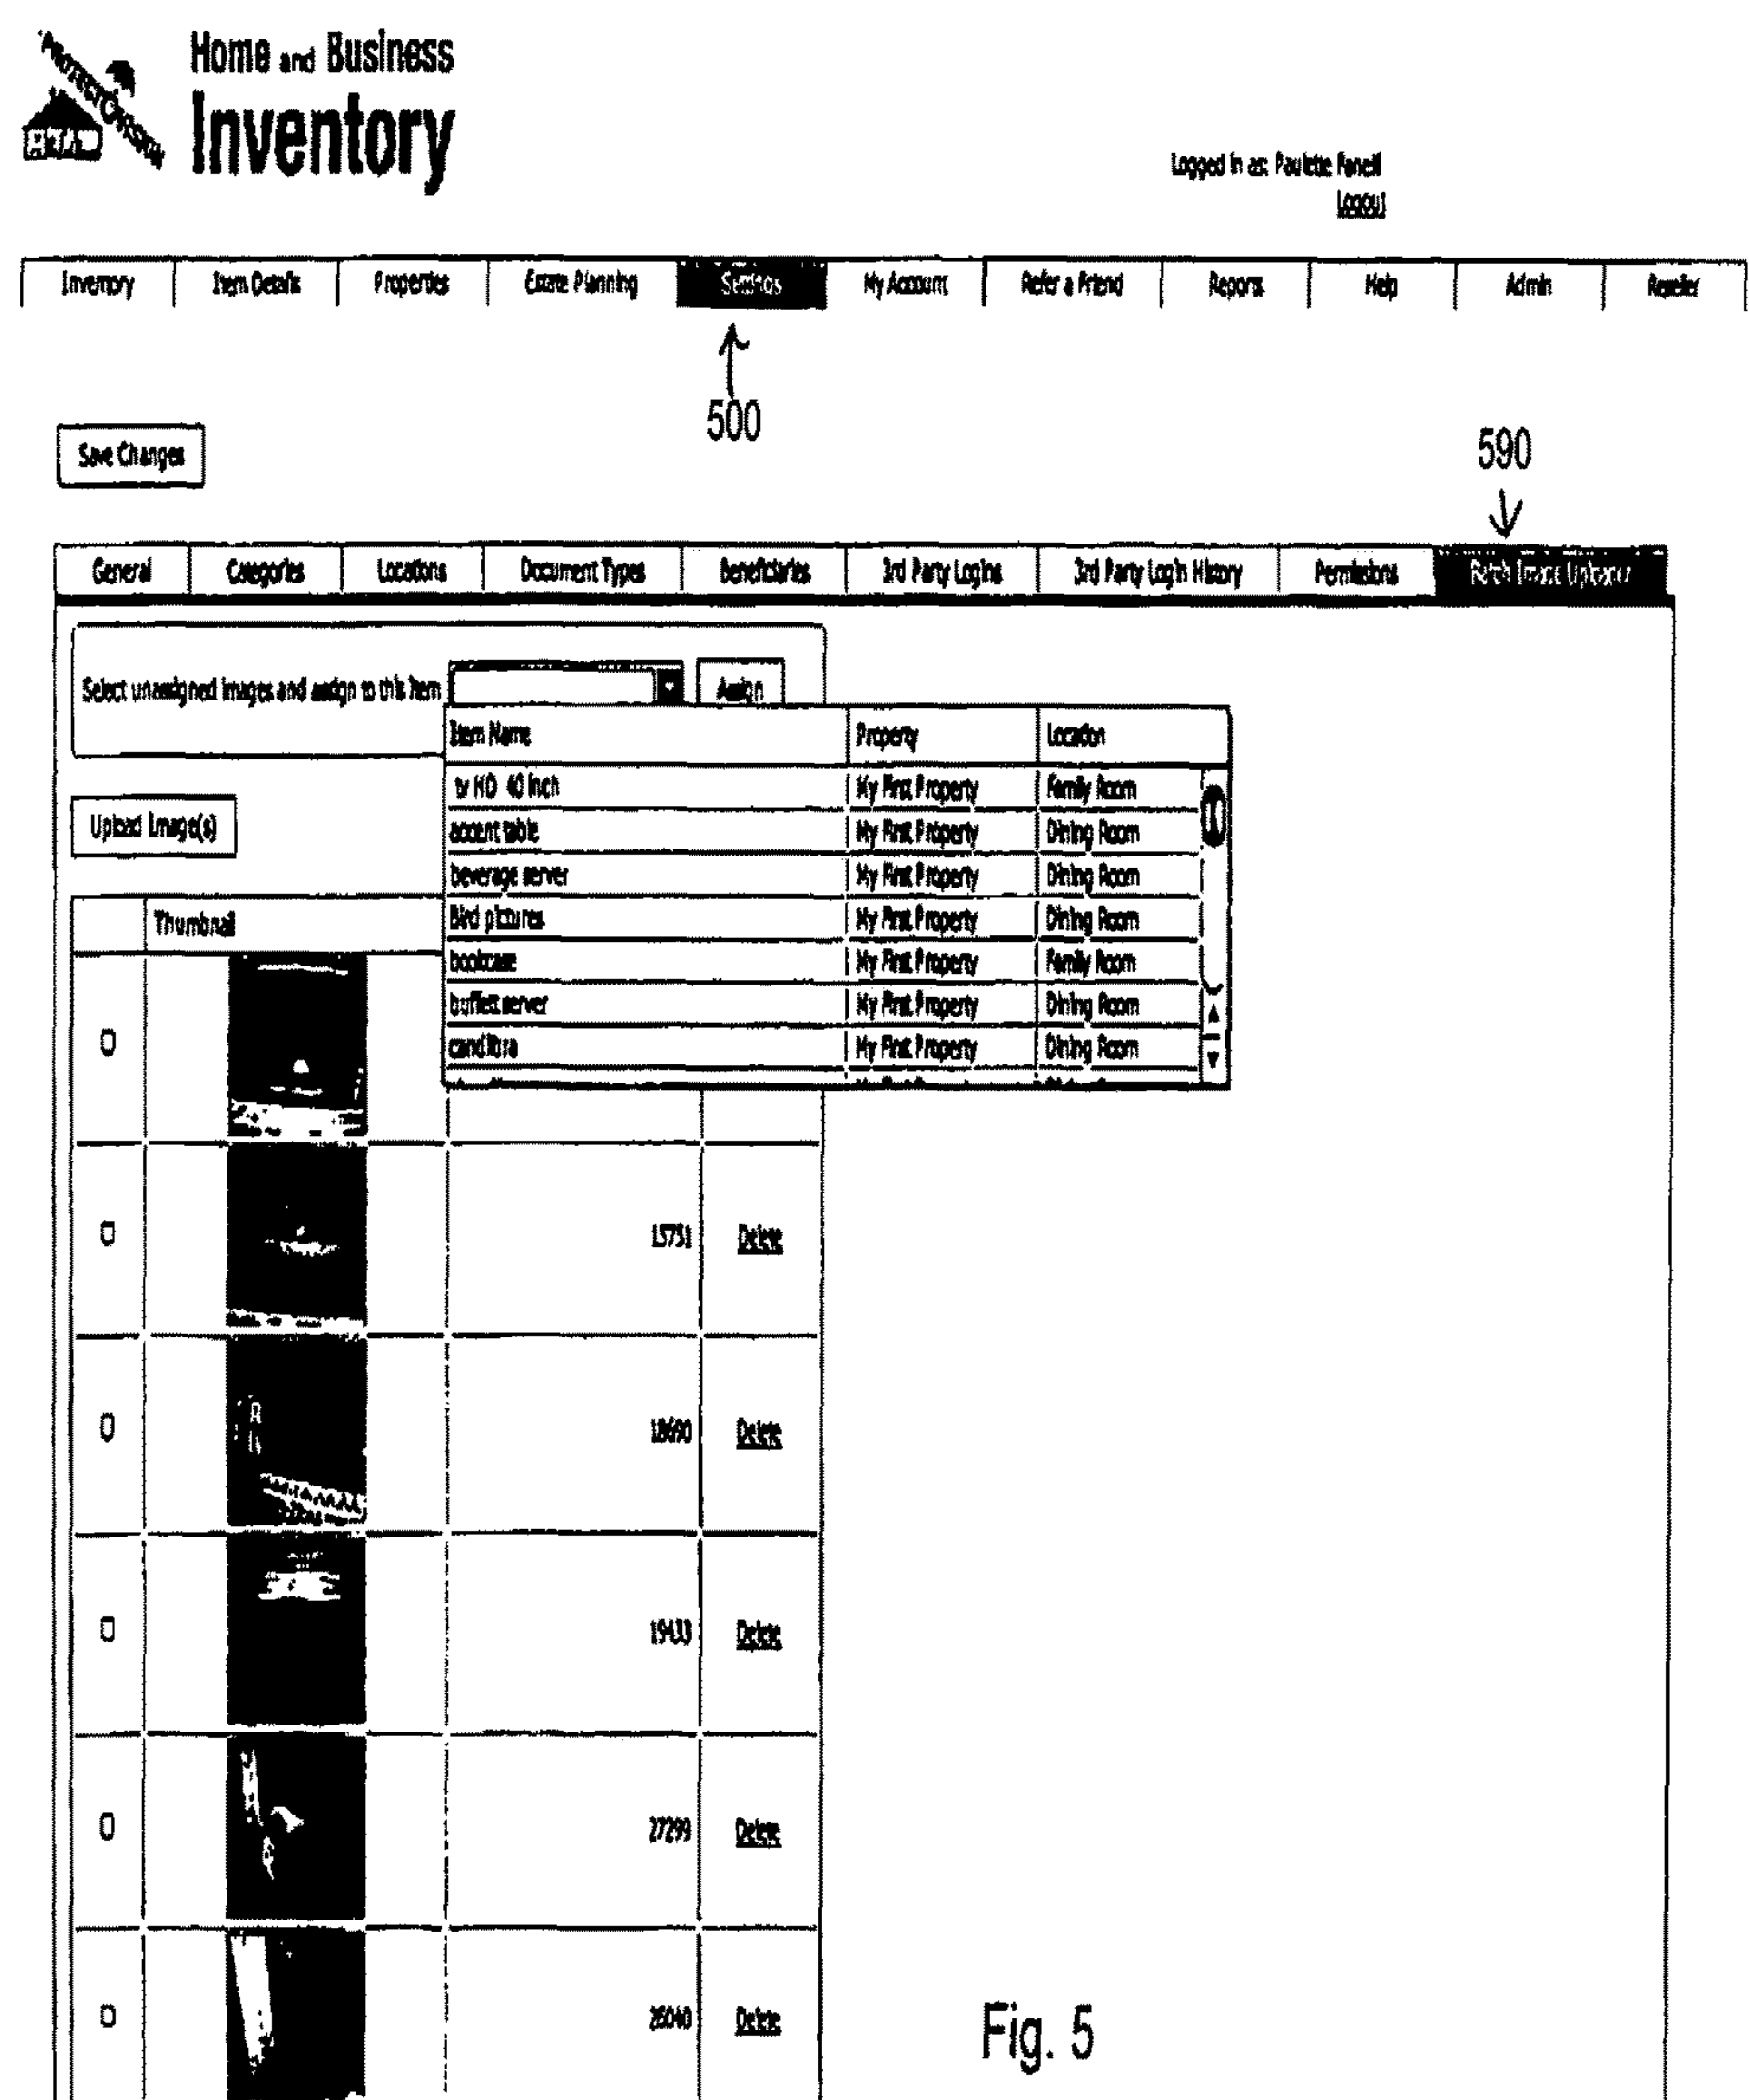 Home and Business
Inventory
Logged in as: Paulette Fanelli
Logout
Inventory Item Details Properties Estate Planning Settings My Account Refer a Friend Reports Help Admin Reseller
500
Save Changes
590
General Categories Locations Document Types Beneficiaries 3rd Party Logins 3rd Party Login History Permissions Batch Image Uploader
Select unassigned images and assign to this item Assign
Item Name Property Location
tv HD 40 inch My First Property Family Room
accent table My First Property Dining Room
Upload Image(s)
beverage server My First Property Dining Room
Thumbnail
Bird pictures My First Property Dining Room
bookcase My First Property Family Room
buffett server My First Property Dining Room
candilbra My First Property Dining Room
15751 Delete
18690 Delete
19433 Delete
27299 Delete
26040 Delete
Fig. 5